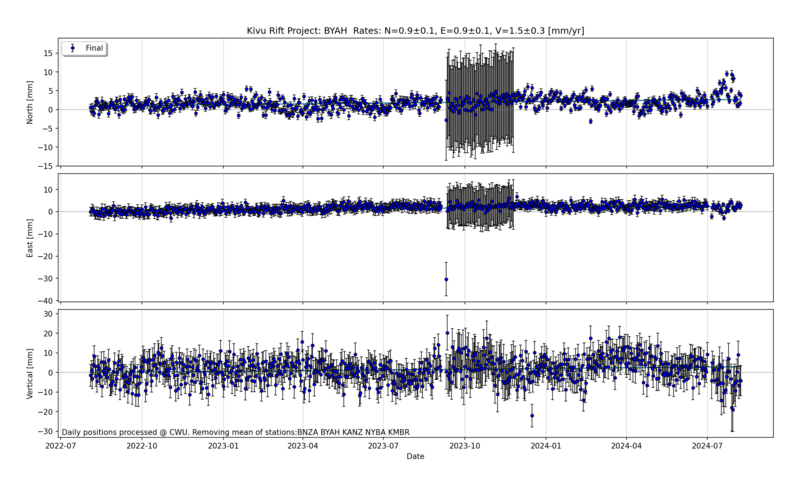 Kivu Rift Project: BYAH Rates: N=0.9±0.1, E=0.9±0.1, V=1.5±0.3 [mm/yr]
Final
North [mm]
15
10
5
0
−5
−10
−15
East [mm]
10
0
−10
−20
−30
−40
Vertical [mm]
30
20
10
0
−10
−20
−30
Daily positions processed @ CWU. Removing mean of stations:BNZA BYAH KANZ NYBA KMBR
2022-07 2022-10 2023-01 2023-04 2023-07 2023-10 2024-01 2024-04 2024-07
Date